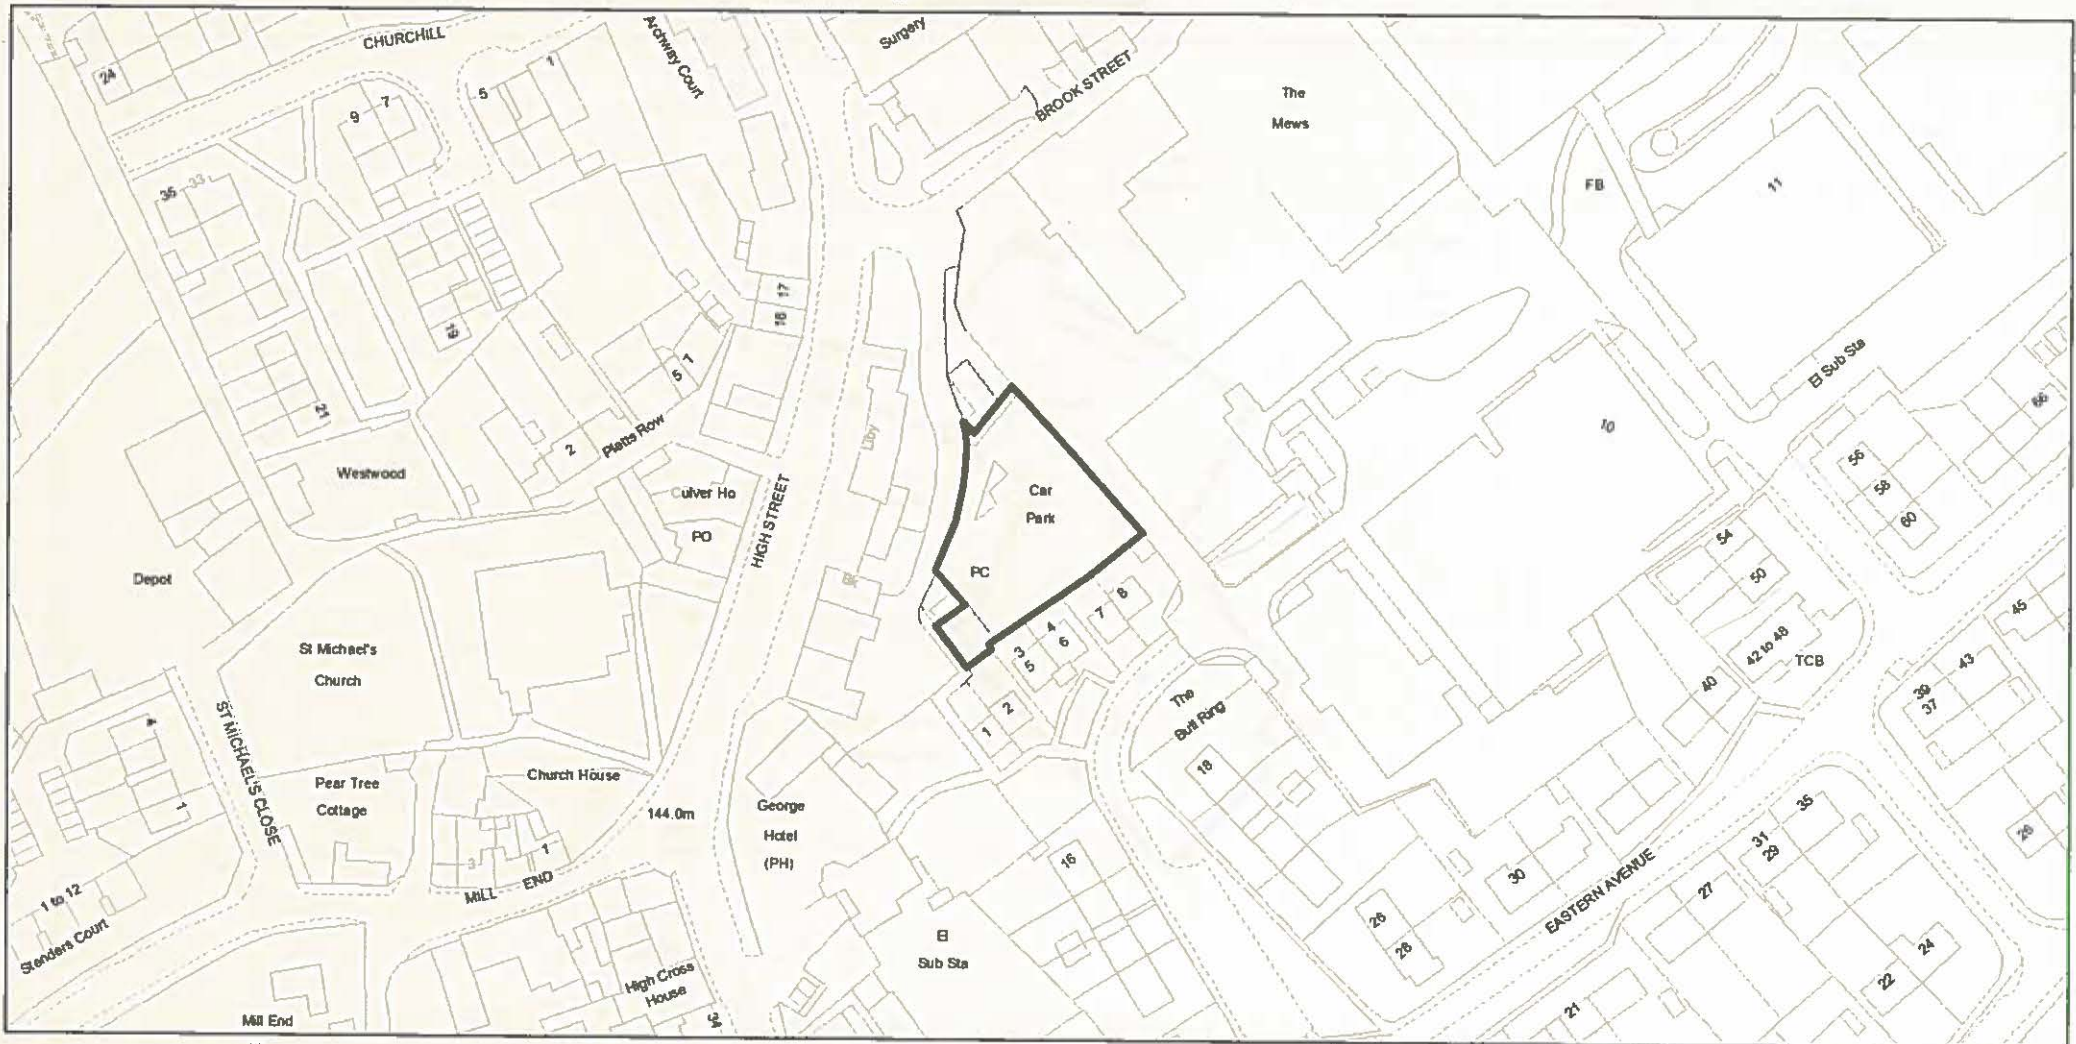 CHURCHILL
Archway Court
Surgery
BROOK STREET
The
Mews
24
1
5
7
9
35
33
FB
11
17
16
19
El Sub Sta
66
7
5
21
Platts Row
2
Liby
10
Westwood
Culver Ho
PO
HIGH STREET
Car
Park
PC
Bk
56
58
60
54
50
Depot
St Michael's
Church
ST MICHAEL'S CLOSE
3
4
5
6
7
8
1
2
The
Butt Ring
18
45
42 to 48
TCB
40
43
39
37
4
1
Pear Tree
Cottage
Church House
144.0m
George
Hotel
(PH)
3
1
MILL END
1 to 12
Stenders Court
16
30
EASTERN AVENUE
35
31
29
27
26
28
26
24
22
21
El
Sub Sta
High Cross
House
34
Mill End